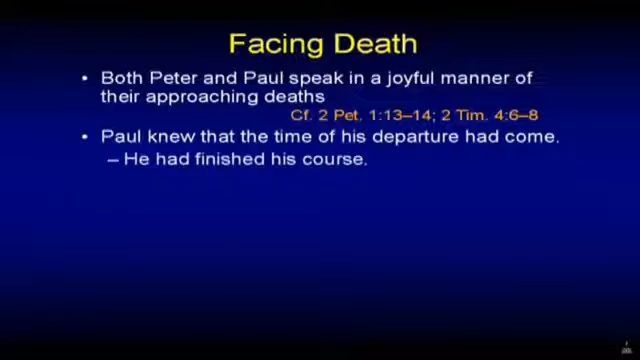 Facing Death
• Both Peter and Paul speak in a joyful manner of
their approaching deaths
Cf. 2 Pet. 1:13–14; 2 Tim. 4:6–8
• Paul knew that the time of his departure had come.
– He had finished his course.